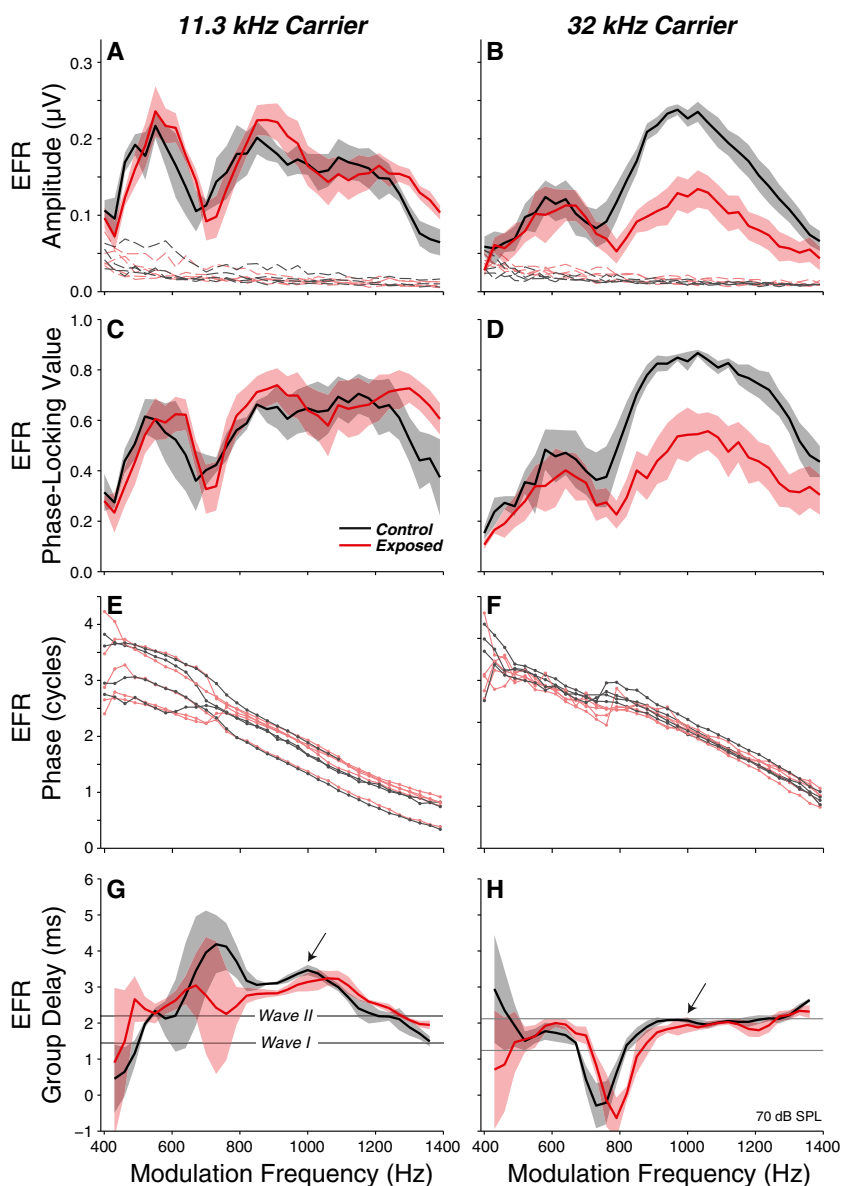 11.3 kHz Carrier
32 kHz Carrier
A
B
EFR
Amplitude (µV)
0.3
0.2
0.1
0.0
C
D
EFR
Phase-Locking Value
1.0
0.8
0.6
0.4
0.2
0.0
Control
Exposed
E
F
EFR
Phase (cycles)
4
3
2
1
0
G
H
EFR
Group Delay (ms)
6
5
4
3
2
1
0
−1
Wave II
Wave I
70 dB SPL
400 600 800 1000 1200 1400
400 600 800 1000 1200 1400
Modulation Frequency (Hz)
Modulation Frequency (Hz)